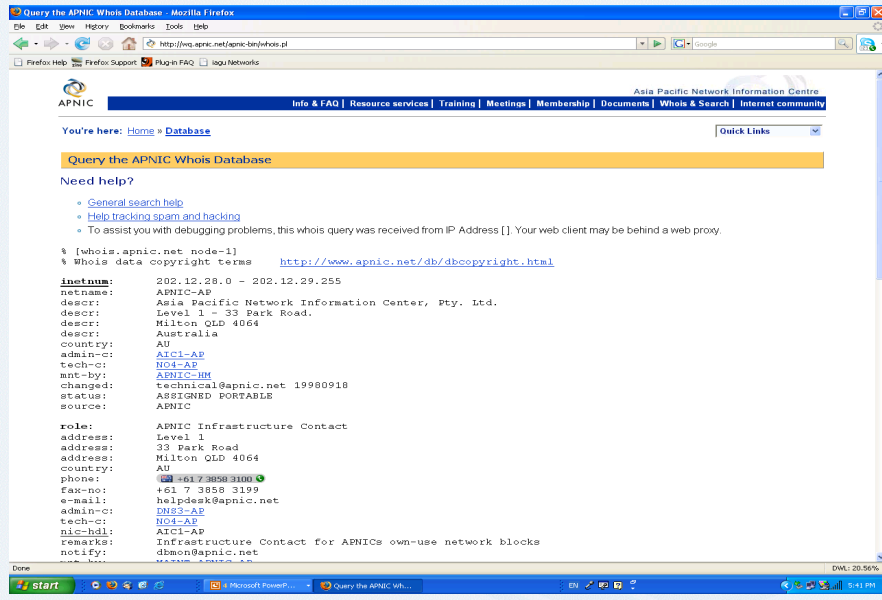 Query the APNIC Whois Database - Mozilla Firefox
File Edit View History Bookmarks Tools Help
http://wq.apnic.net/apnic-bin/whois.pl
Google
Firefox Help Firefox Support Plug-in FAQ iagu Networks
APNIC
Asia Pacific Network Information Centre
Info & FAQ | Resource services | Training | Meetings | Membership | Documents | Whois & Search | Internet community
You're here: Home » Database
Quick Links
Query the APNIC Whois Database
Need help?
General search help
Help tracking spam and hacking
To assist you with debugging problems, this whois query was received from IP Address [ ]. Your web client may be behind a web proxy.
% [whois.apnic.net node-1]
% Whois data copyright terms http://www.apnic.net/db/dbcopyright.html
inetnum: 202.12.28.0 - 202.12.29.255
netname: APNIC-AP
descr: Asia Pacific Network Information Center, Pty. Ltd.
descr: Level 1 - 33 Park Road.
descr: Milton QLD 4064
descr: Australia
country: AU
admin-c: AIC1-AP
tech-c: NO4-AP
mnt-by: APNIC-HM
changed: technical@apnic.net 19980918
status: ASSIGNED PORTABLE
source: APNIC
role: APNIC Infrastructure Contact
address: Level 1
address: 33 Park Road
address: Milton QLD 4064
country: AU
phone: +61 7 3858 3100
fax-no: +61 7 3858 3199
e-mail: helpdesk@apnic.net
admin-c: DNS3-AP
tech-c: NO4-AP
nic-hdl: AIC1-AP
remarks: Infrastructure Contact for APNICs own-use network blocks
notify: dbmon@apnic.net
Done
DWL: 20.56%
start
4 Microsoft PowerP...
Query the APNIC Wh...
EN
5:41 PM